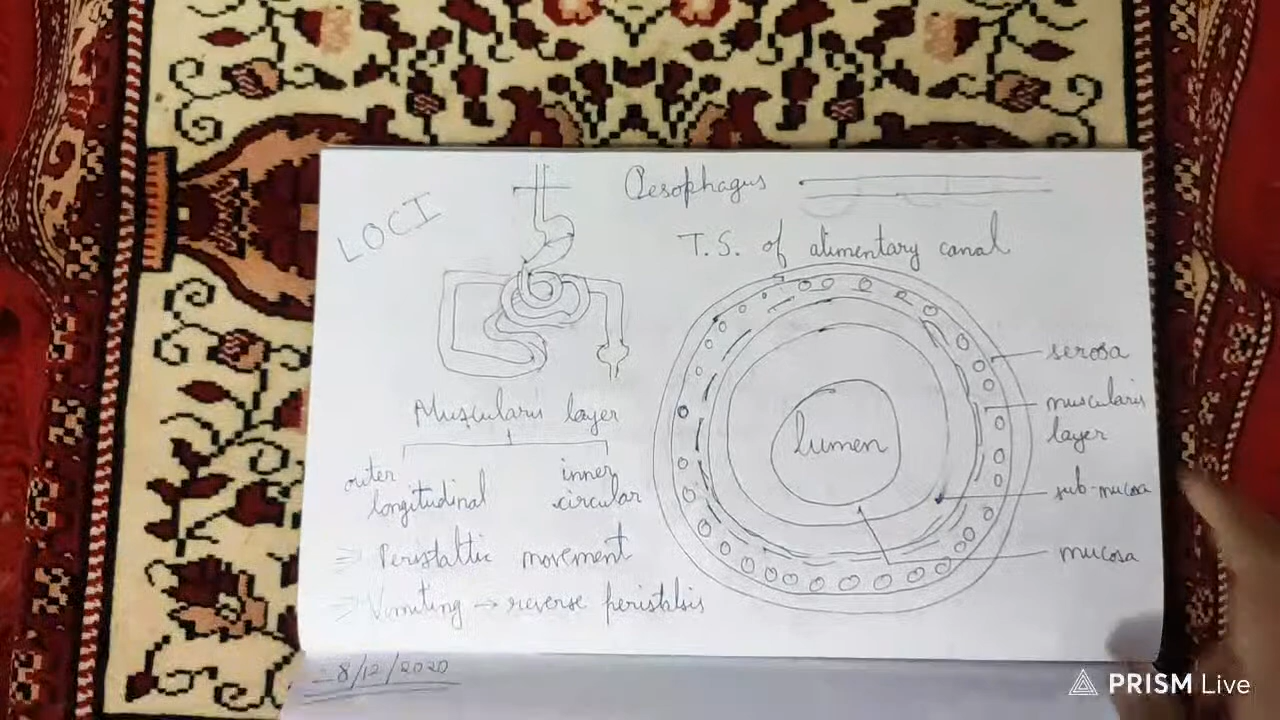 LOCI
Oesophagus
T.S. of alimentary canal
serosa
muscularis
layer
sub-mucosa
mucosa
lumen
Muscularis layer
outer
longitudinal
inner
circular
⇒ Peristaltic movement
⇒ Vimiting → reverse peristalsis
8/12/2020
PRISM Live